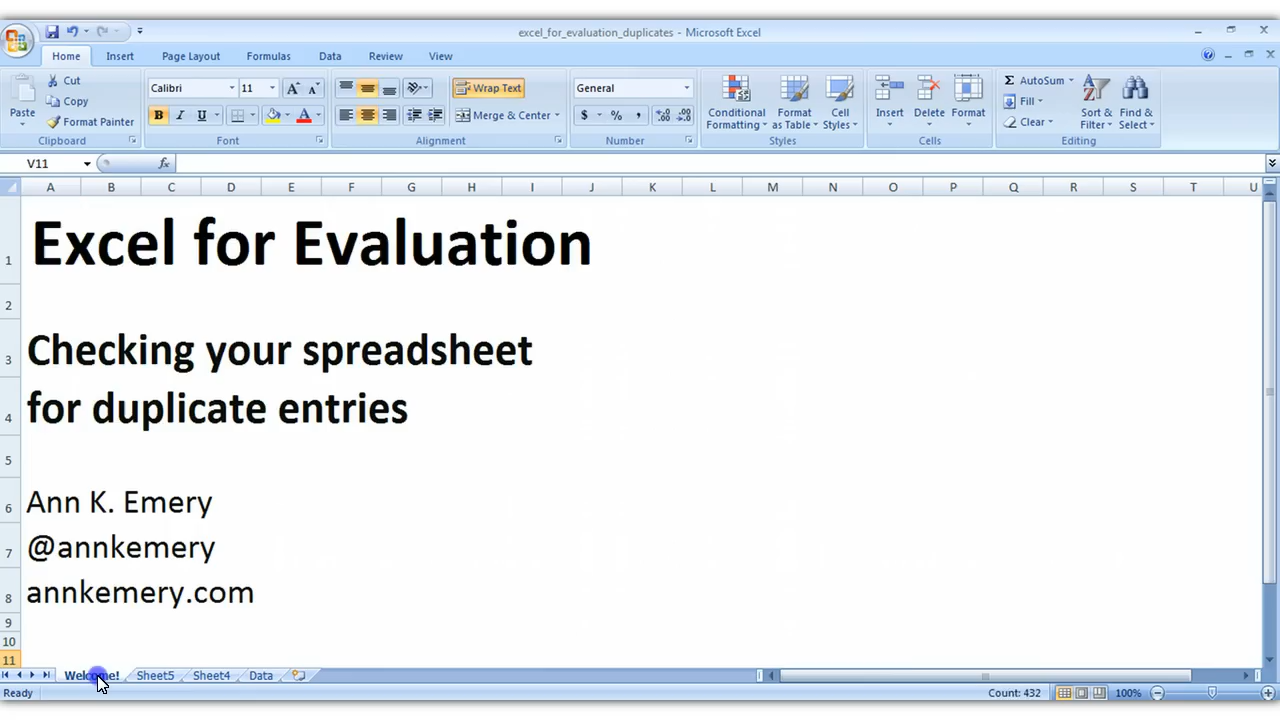 excel_for_evaluation_duplicates - Microsoft Excel
Home Insert Page Layout Formulas Data Review View
Cut
Copy
Format Painter
Paste
Clipboard
Calibri 11
B I U
Font
Wrap Text
Merge & Center
Alignment
General
$ % ,
Number
Conditional Formatting
Format as Table
Cell Styles
Styles
Insert Delete Format
Cells
Σ AutoSum
Fill
Clear
Sort & Filter
Find & Select
Editing
V11 fx
A B C D E F G H I J K L M N O P Q R S T U
1 Excel for Evaluation
2
3 Checking your spreadsheet
4 for duplicate entries
5
6 Ann K. Emery
7 @annkemery
8 annkemery.com
9
10
11
Welcome! Sheet5 Sheet4 Data
Ready Count: 432 100%